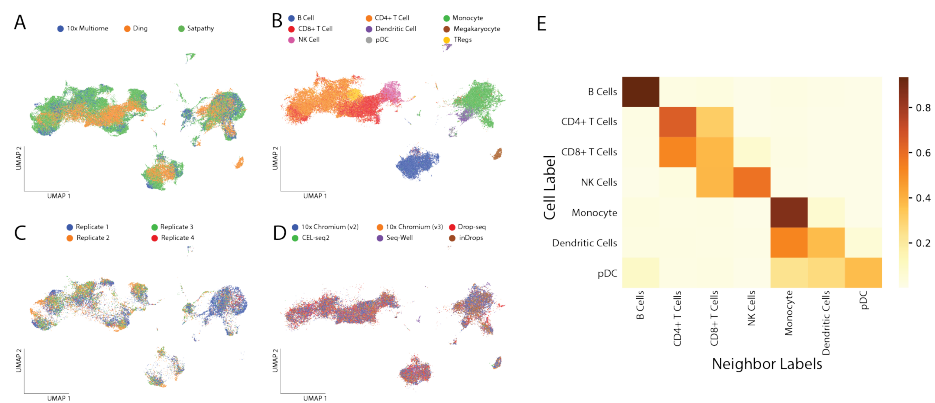 A
10x Multiome Ding Satpathy
UMAP 2
UMAP 1
B
B Cell CD4+ T Cell Monocyte
CD8+ T Cell Dendritic Cell Megakaryocyte
NK Cell pDC TRegs
UMAP 2
UMAP 1
C
Replicate 1 Replicate 3
Replicate 2 Replicate 4
UMAP 2
UMAP 1
D
10x Chromium (v2) 10x Chromium (v3) Drop-seq
CEL-seq2 Seq-Well inDrops
UMAP 2
UMAP 1
E
Cell Label
B Cells
CD4+ T Cells
CD8+ T Cells
NK Cells
Monocyte
Dendritic Cells
pDC
B Cells
CD4+ T Cells
CD8+ T Cells
NK Cells
Monocyte
Dendritic Cells
pDC
Neighbor Labels
0.8
0.6
0.4
0.2